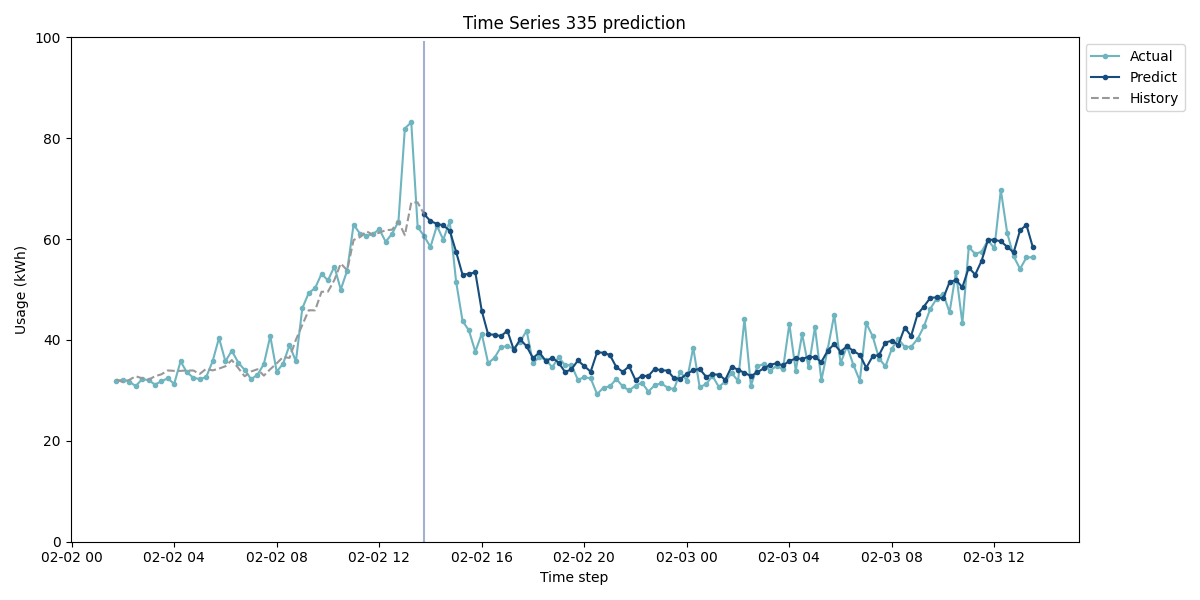 Time Series 335 prediction
100
80
60
40
20
0
Usage (kWh)
02-02 00
02-02 04
02-02 08
02-02 12
02-02 16
02-02 20
02-03 00
02-03 04
02-03 08
02-03 12
Time step
Actual
Predict
History